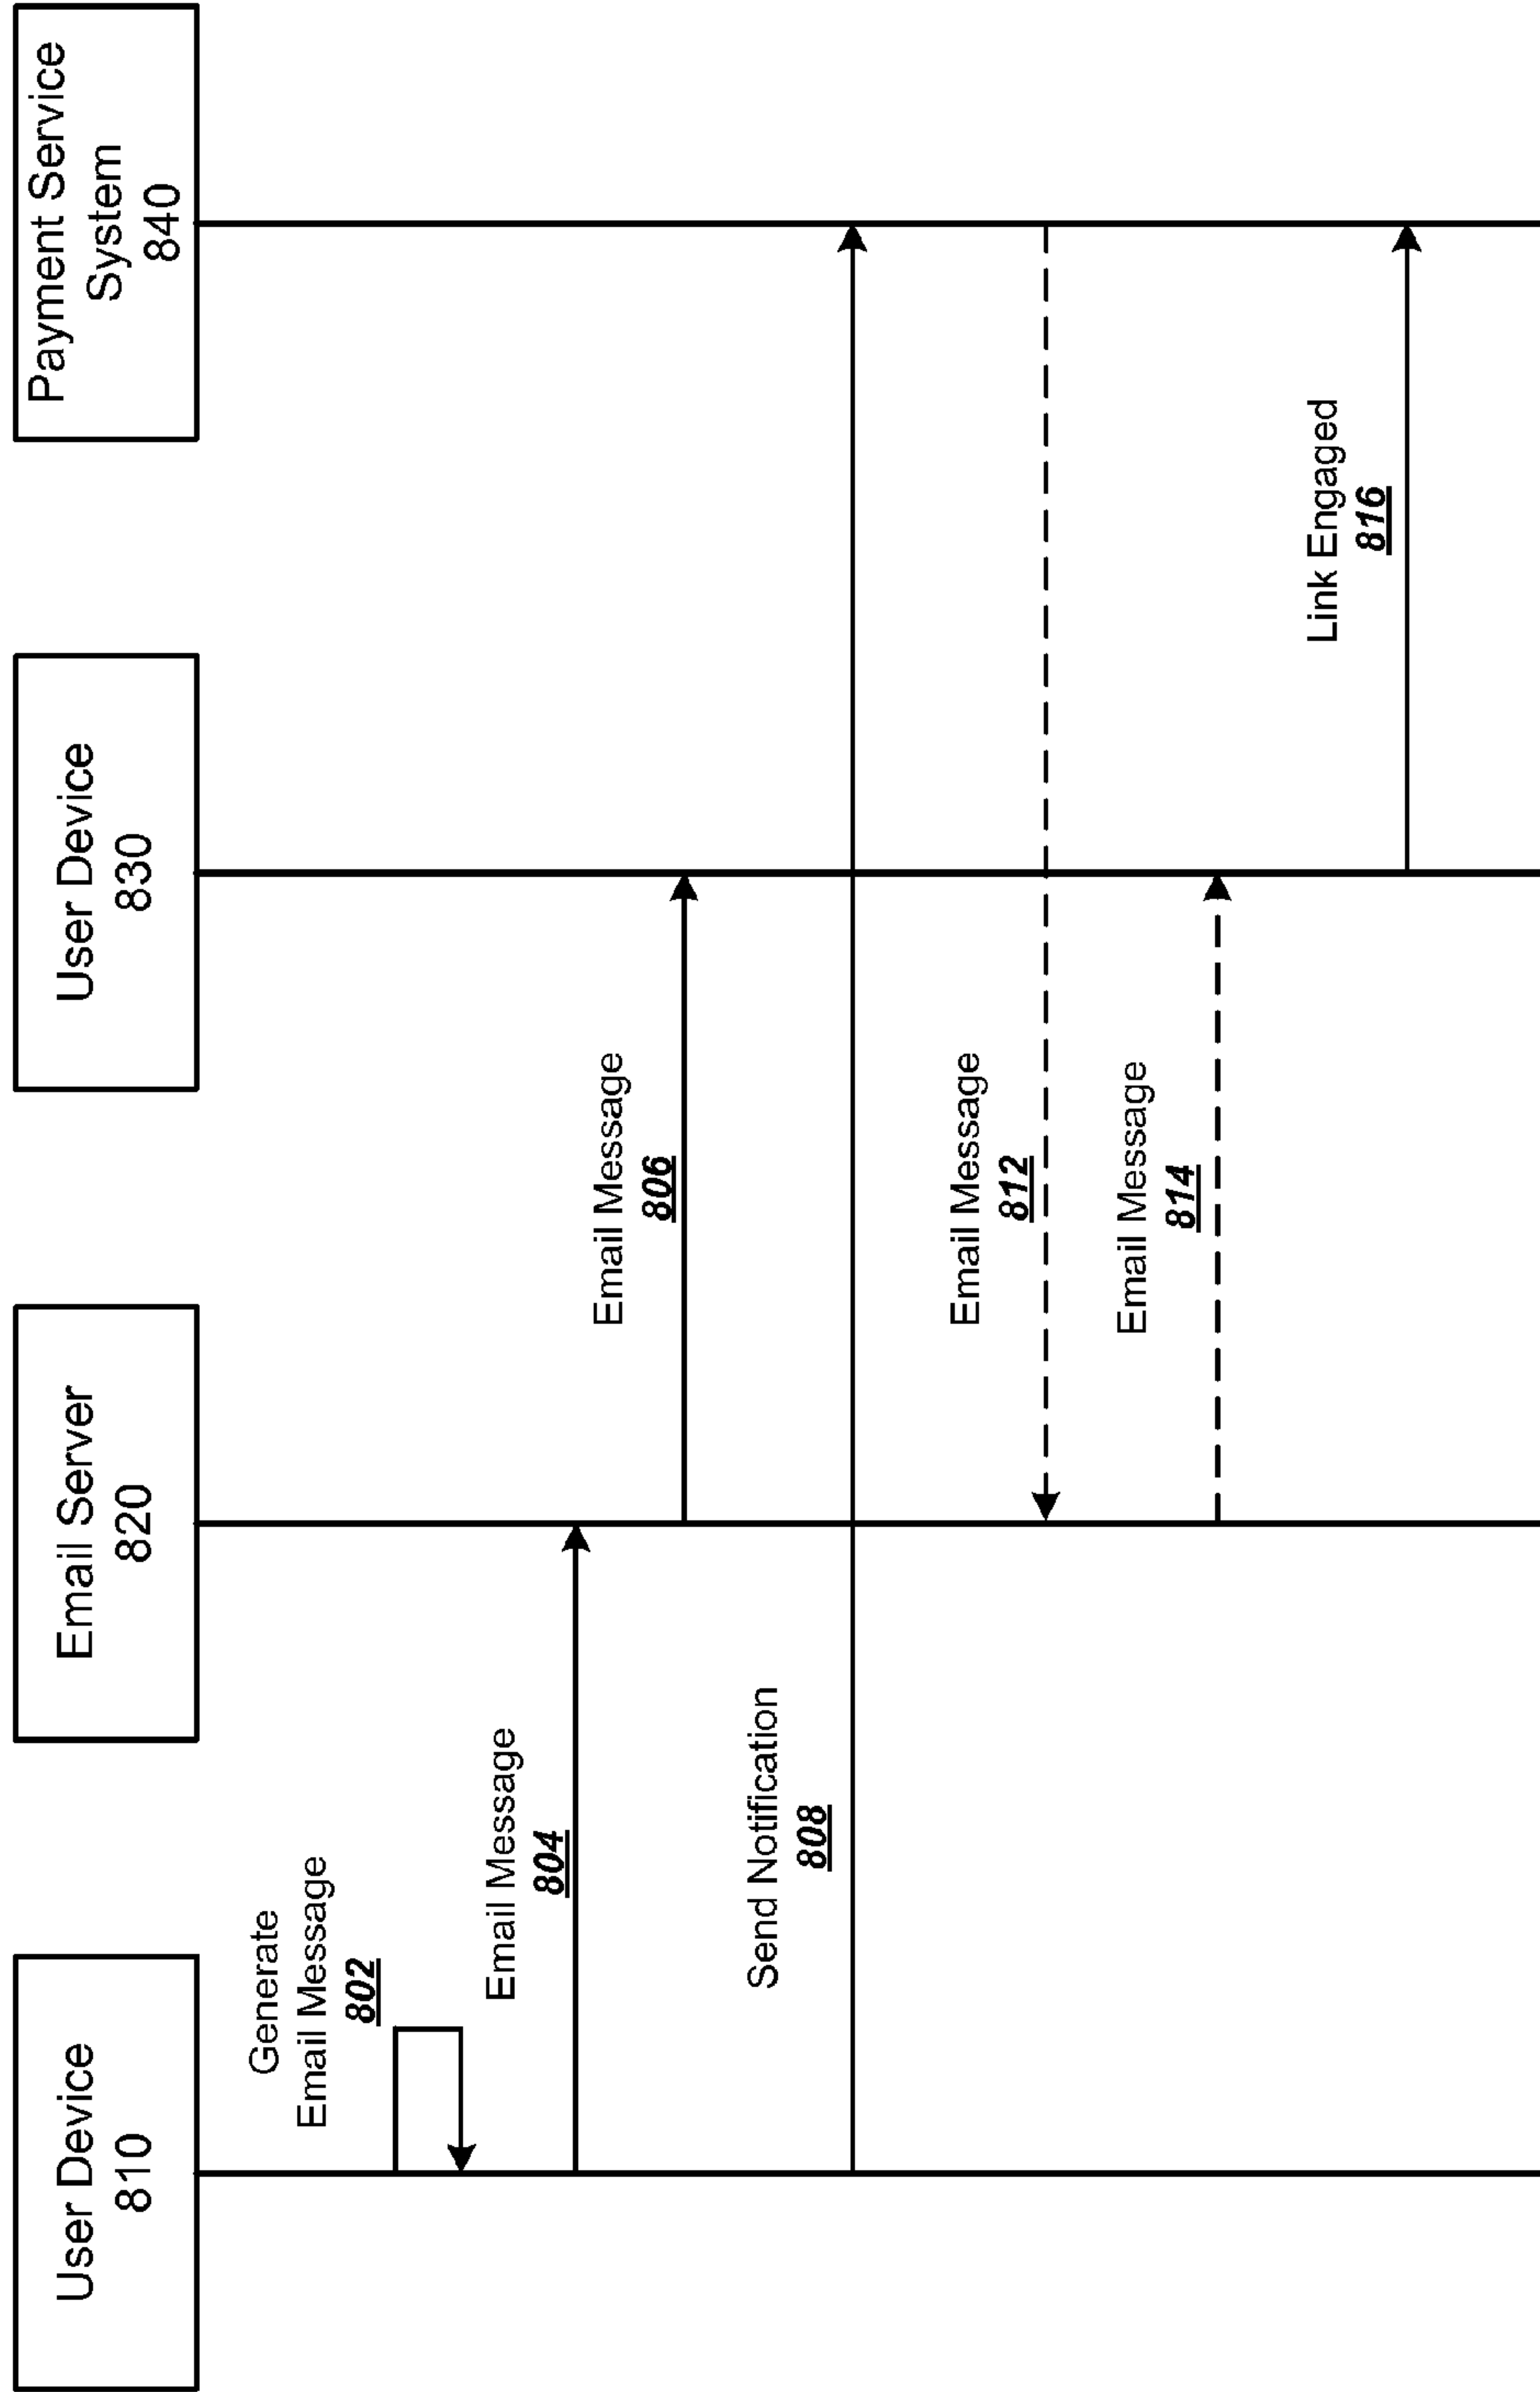 User Device
810
Email Server
820
User Device
830
Payment Service
System
840
Generate
Email Message
802
Email Message
804
Email Message
806
Send Notification
808
Email Message
812
Email Message
814
Link Engaged
816